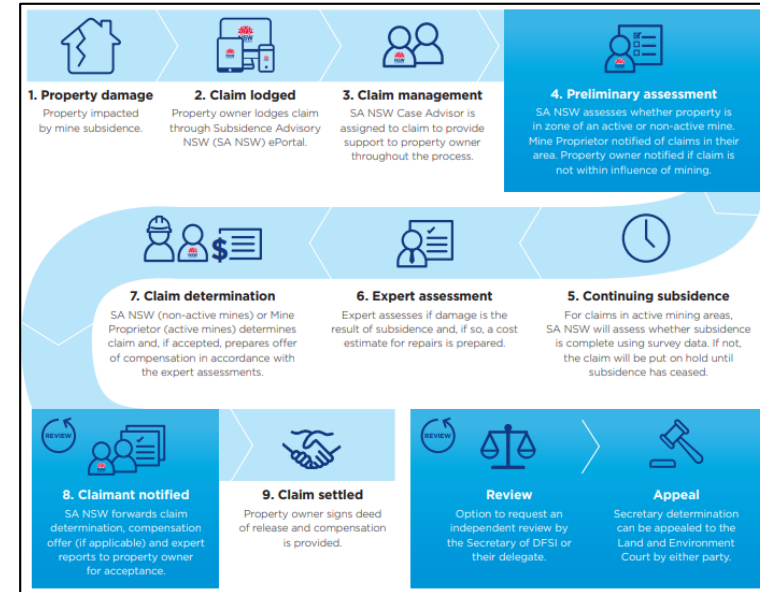 NSW
NSW
1. Property damage
Property impacted
by mine subsidence.
2. Claim lodged
Property owner lodges claim
through Subsidence Advisory
NSW (SA NSW) ePortal.
3. Claim management
SA NSW Case Advisor is
assigned to claim to provide
support to property owner
throughout the process.
4. Preliminary assessment
SA NSW assesses whether property is
in zone of an active or non-active mine.
Mine Proprietor notified of claims in their
area. Property owner notified if claim is
not within influence of mining.
$
7. Claim determination
SA NSW (non-active mines) or Mine
Proprietor (active mines) determines
claim and, if accepted, prepares offer
of compensation in accordance with
the expert assessments.
6. Expert assessment
Expert assesses if damage is the
result of subsidence and, if so, a cost
estimate for repairs is prepared.
5. Continuing subsidence
For claims in active mining areas,
SA NSW will assess whether subsidence
is complete using survey data. If not,
the claim will be put on hold until
subsidence has ceased.
REVIEW
8. Claimant notified
SA NSW forwards claim
determination, compensation
offer (if applicable) and expert
reports to property owner
for acceptance.
9. Claim settled
Property owner signs deed
of release and compensation
is provided.
REVIEW
Review
Option to request an
independent review by
the Secretary of DFSI or
their delegate.
Appeal
Secretary determination
can be appealed to the
Land and Environment
Court by either party.